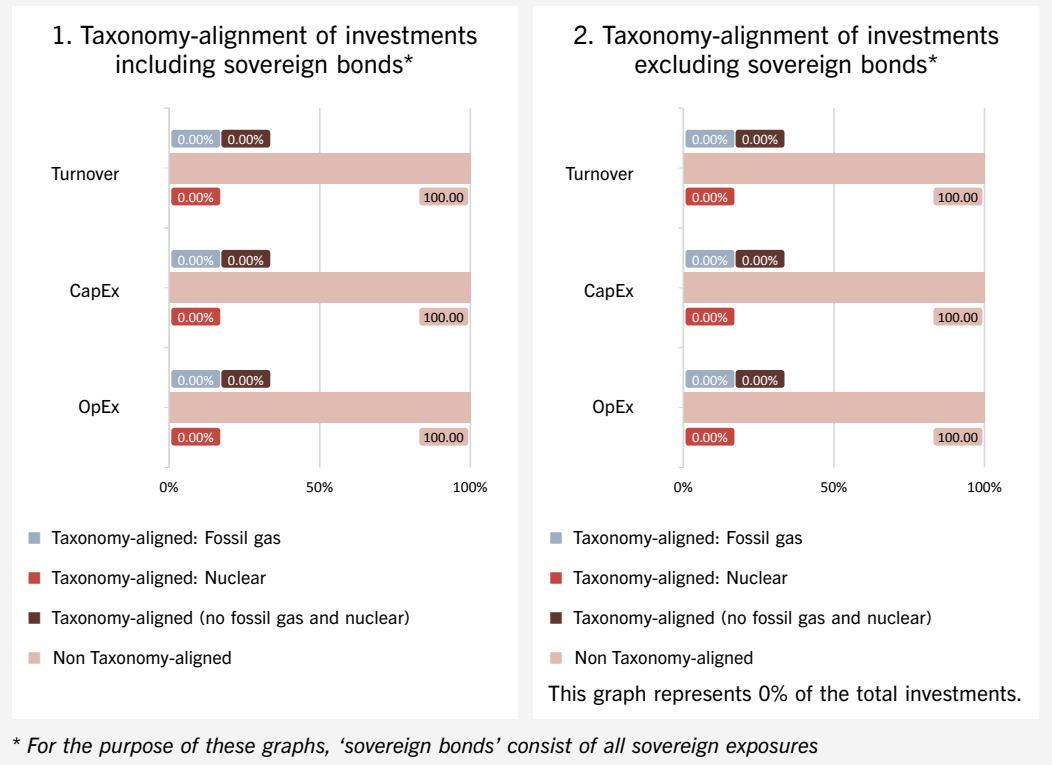 1. Taxonomy-alignment of investments
including sovereign bonds*
0.00% 0.00%
Turnover
0.00% 100.00
0.00% 0.00%
CapEx
0.00% 100.00
0.00% 0.00%
OpEx
0.00% 100.00
0% 50% 100%
Taxonomy-aligned: Fossil gas
Taxonomy-aligned: Nuclear
Taxonomy-aligned (no fossil gas and nuclear)
Non Taxonomy-aligned
2. Taxonomy-alignment of investments
excluding sovereign bonds*
0.00% 0.00%
Turnover
0.00% 100.00
0.00% 0.00%
CapEx
0.00% 100.00
0.00% 0.00%
OpEx
0.00% 100.00
0% 50% 100%
Taxonomy-aligned: Fossil gas
Taxonomy-aligned: Nuclear
Taxonomy-aligned (no fossil gas and nuclear)
Non Taxonomy-aligned
This graph represents 0% of the total investments.
* For the purpose of these graphs, ‘sovereign bonds’ consist of all sovereign exposures